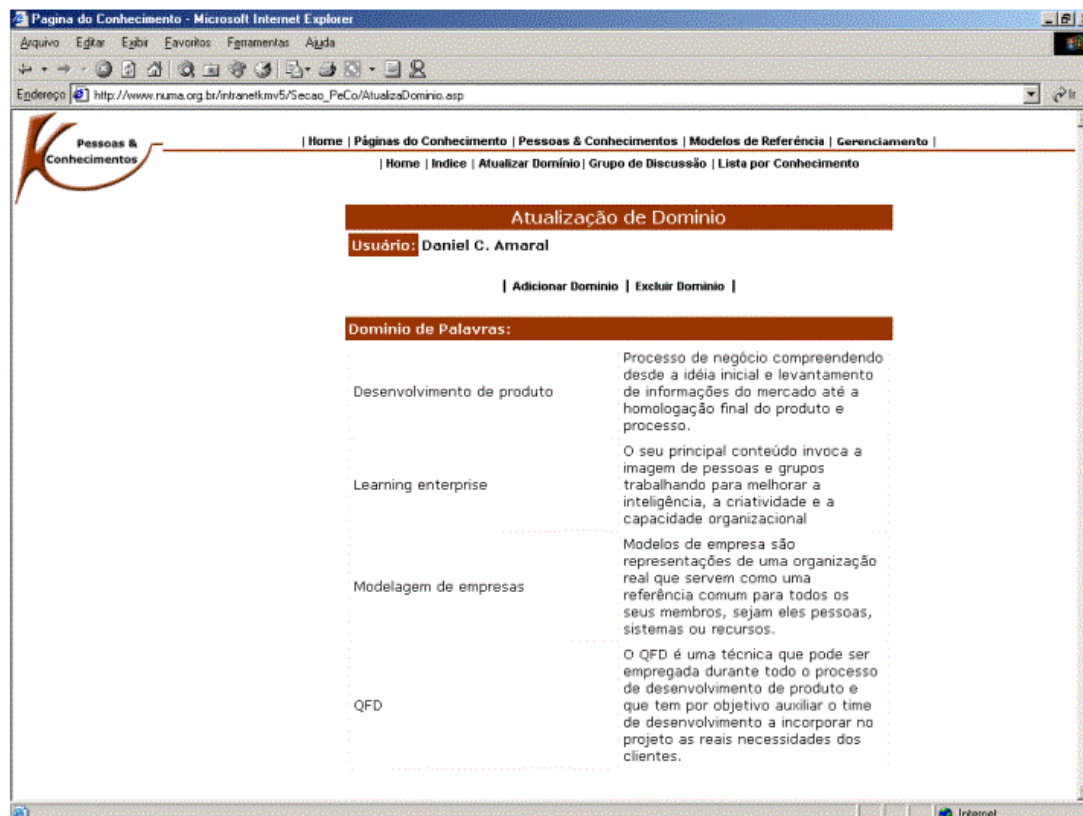 Pagina do Conhecimento - Microsoft Internet Explorer
Arquivo Editar Exibir Favoritos Ferramentas Ajuda
Endereço http://www.numa.org.br/intranetkmv5/Secao_PeCo/AtualizaDominio.asp Ir
Pessoas &
Conhecimentos
| Home | Páginas do Conhecimento | Pessoas & Conhecimentos | Modelos de Referência | Gerenciamento |
| Home | Indice | Atualizar Domínio | Grupo de Discussão | Lista por Conhecimento
Atualização de Dominio
Usuário: Daniel C. Amaral
| Adicionar Dominio | Excluir Dominio |
Dominio de Palavras:
Desenvolvimento de produto
Processo de negócio compreendendo
desde a idéia inicial e levantamento
de informações do mercado até a
homologação final do produto e
processo.
Learning enterprise
O seu principal conteúdo invoca a
imagem de pessoas e grupos
trabalhando para melhorar a
inteligência, a criatividade e a
capacidade organizacional
Modelagem de empresas
Modelos de empresa são
representações de uma organização
real que servem como uma
referência comum para todos os
seus membros, sejam eles pessoas,
sistemas ou recursos.
QFD
O QFD é uma técnica que pode ser
empregada durante todo o processo
de desenvolvimento de produto e
que tem por objetivo auxiliar o time
de desenvolvimento a incorporar no
projeto as reais necessidades dos
clientes.
Internet